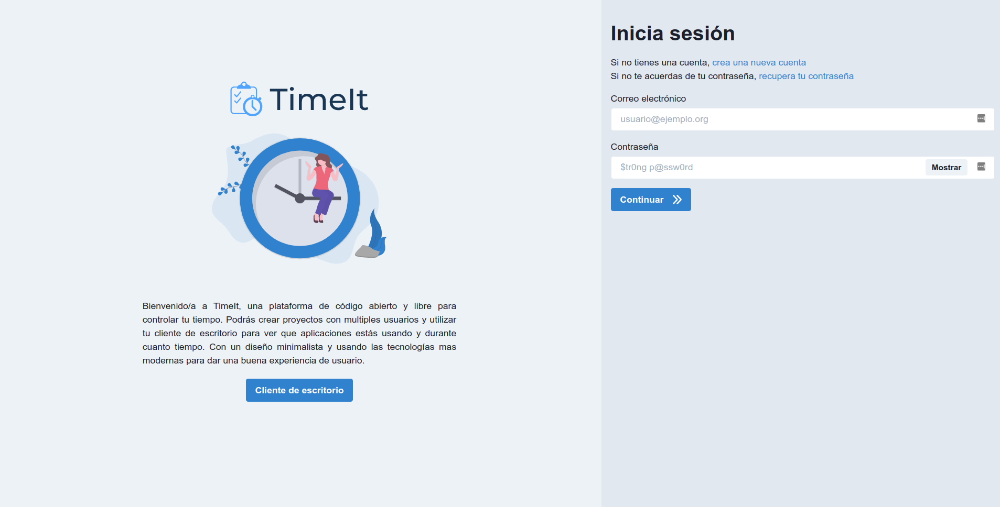 TimeIt
Bienvenido/a a TimeIt, una plataforma de código abierto y libre para
controlar tu tiempo. Podrás crear proyectos con multiples usuarios y utilizar
tu cliente de escritorio para ver que aplicaciones estás usando y durante
cuanto tiempo. Con un diseño minimalista y usando las tecnologías mas
modernas para dar una buena experiencia de usuario.
Cliente de escritorio
Inicia sesión
Si no tienes una cuenta, crea una nueva cuenta
Si no te acuerdas de tu contraseña, recupera tu contraseña
Correo electrónico
usuario@ejemplo.org
Contraseña
$tr0ng p@ssw0rd
Mostrar
Continuar